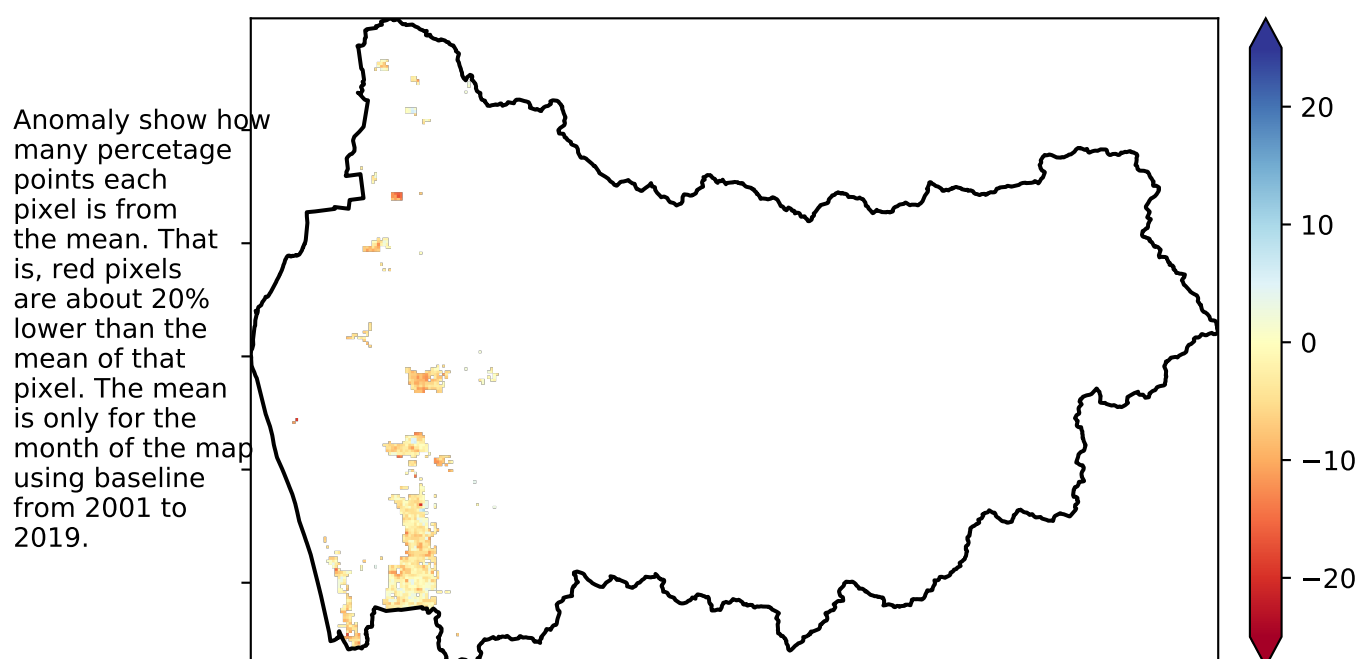 Anomaly show how
many percetage
points each
pixel is from
the mean. That
is, red pixels
are about 20%
lower than the
mean of that
pixel. The mean
is only for the
month of the map
using baseline
from 2001 to
2019.
20
10
0
−10
−20